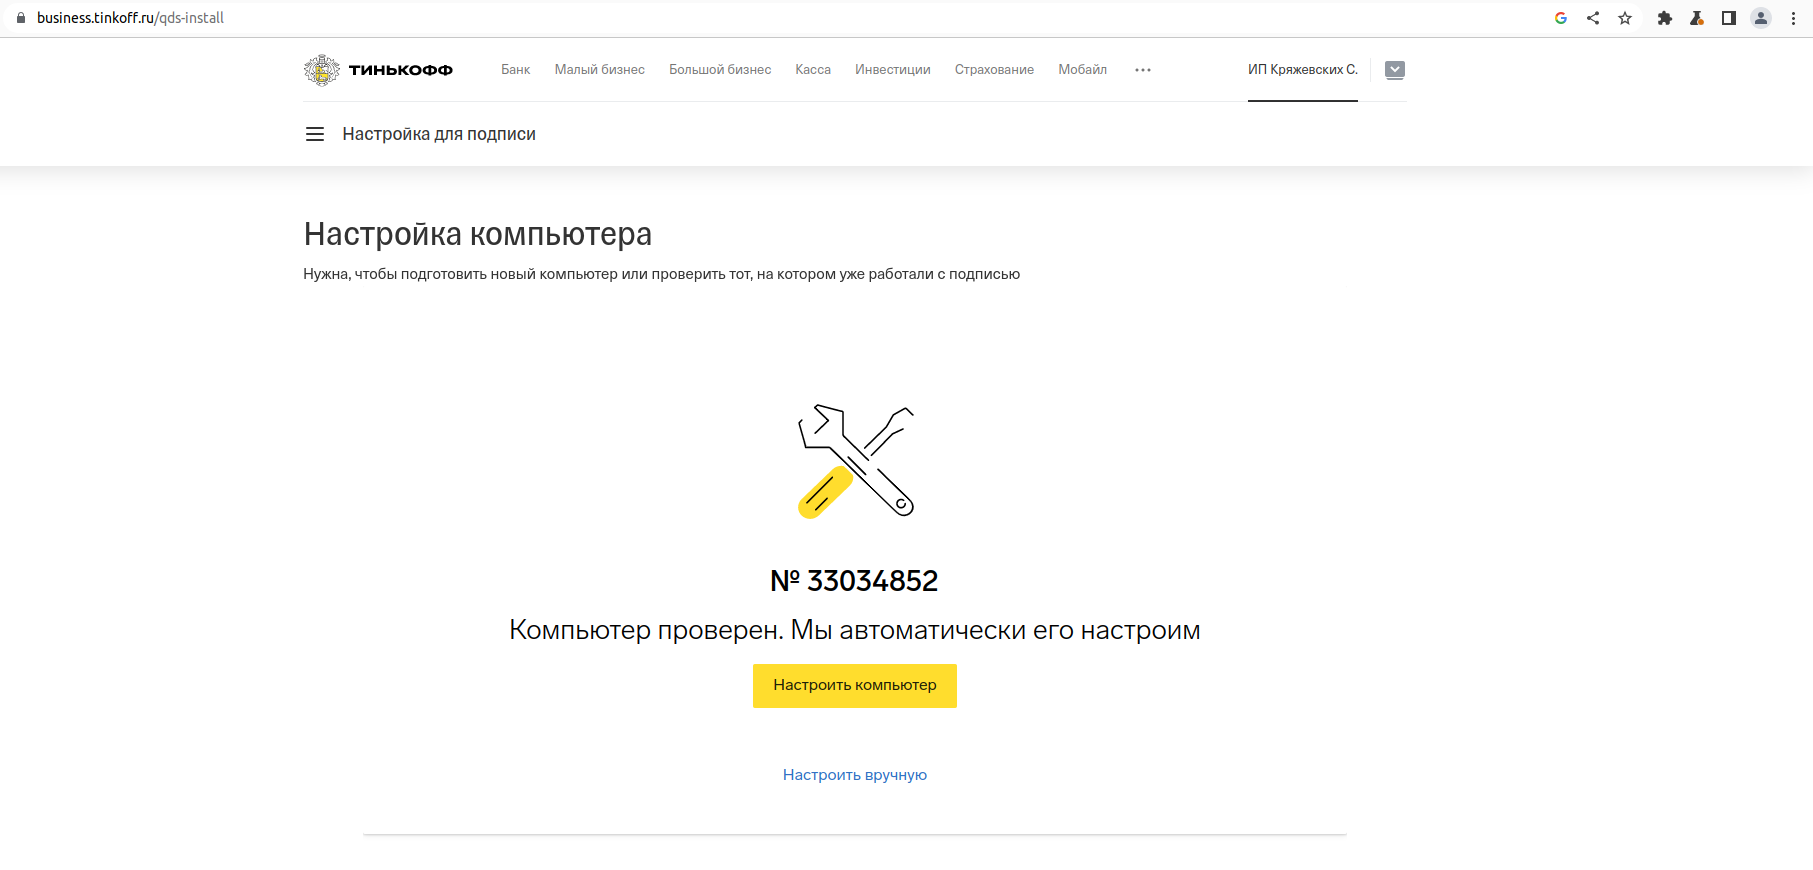 business.tinkoff.ru/qds-install
ТИНЬКОФФ Банк Малый бизнес Большой бизнес Касса Инвестиции Страхование Мобайл ИП Кряжевских С.
Настройка для подписи
Настройка компьютера
Нужна, чтобы подготовить новый компьютер или проверить тот, на котором уже работали с подписью
№ 33034852
Компьютер проверен. Мы автоматически его настроим
Настроить компьютер
Настроить вручную